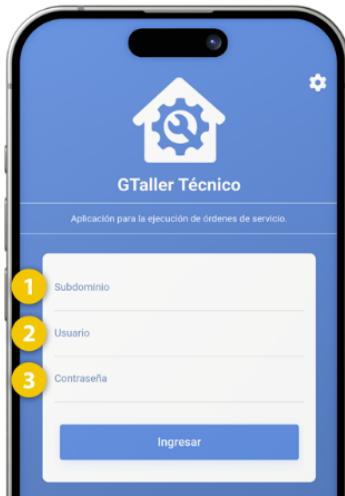 GTaller Técnico
Aplicación para la ejecución de órdenes de servicio.
1 Subdominio
2 Usuario
3 Contraseña
Ingresar